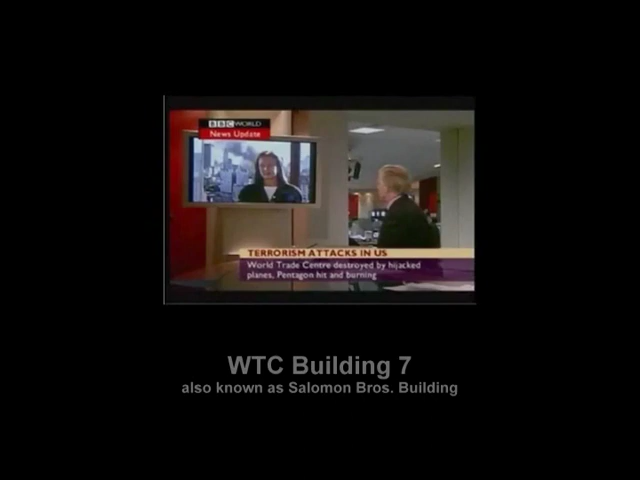 BBC WORLD
News Update
TERRORISM ATTACKS IN US
World Trade Centre destroyed by hijacked
planes, Pentagon hit and burning
WTC Building 7
also known as Salomon Bros. Building